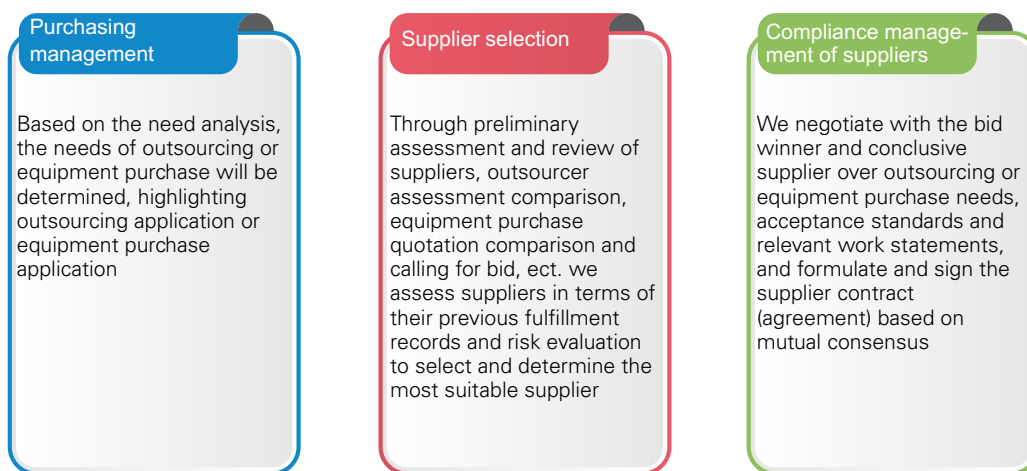 Purchasing
management
Based on the need analysis,
the needs of outsourcing or
equipment purchase will be
determined, highlighting
outsourcing application or
equipment purchase
application
Supplier selection
Through preliminary
assessment and review of
suppliers, outsourcer
assessment comparison,
equipment purchase
quotation comparison and
calling for bid, ect. we
assess suppliers in terms of
their previous fulfillment
records and risk evaluation
to select and determine the
most suitable supplier
Compliance manage-
ment of suppliers
We negotiate with the bid
winner and conclusive
supplier over outsourcing or
equipment purchase needs,
acceptance standards and
relevant work statements,
and formulate and sign the
supplier contract
(agreement) based on
mutual consensus